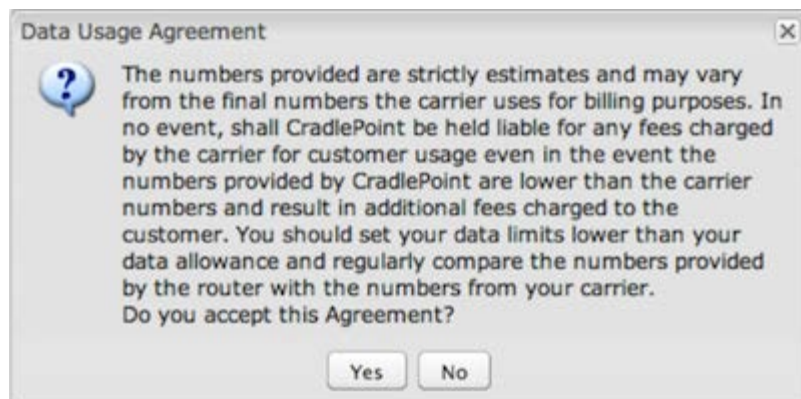 Data Usage Agreement
The numbers provided are strictly estimates and may vary
from the final numbers the carrier uses for billing purposes. In
no event, shall CradlePoint be held liable for any fees charged
by the carrier for customer usage even in the event the
numbers provided by CradlePoint are lower than the carrier
numbers and result in additional fees charged to the
customer. You should set your data limits lower than your
data allowance and regularly compare the numbers provided
by the router with the numbers from your carrier.
Do you accept this Agreement?
Yes No